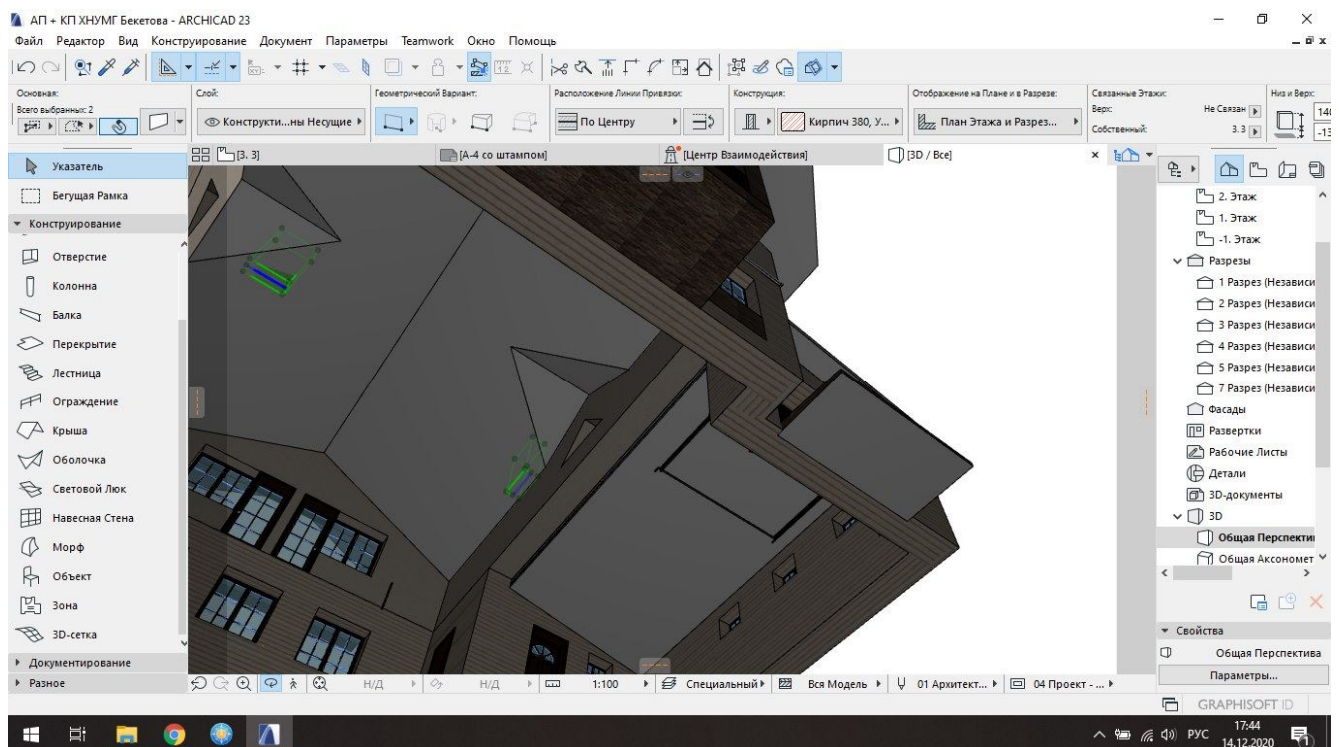 АП + КП ХНУМГ Бекетова - ARCHICAD 23
Файл Редактор Вид Конструирование Документ Параметры Teamwork Окно Помощь
Основная:
Всего выбранных: 2
Слой:
Конструкти...ны Несущие
Геометрический Вариант:
Расположение Линии Привязки:
По Центру
Конструкция:
Кирпич 380, У...
Отображение на Плане и в Разрезе:
План Этажа и Разрез...
Связанные Этажи:
Верх:
Не Связан
Собственный:
3. 3
Низ и Верх:
140
-13
[3. 3]
[A-4 со штампом]
[Центр Взаимодействия]
[3D / Все]
Указатель
Бегущая Рамка
Конструирование
Отверстие
Колонна
Балка
Перекрытие
Лестница
Ограждение
Крыша
Оболочка
Световой Люк
Навесная Стена
Морф
Объект
Зона
3D-сетка
Документирование
Разное
2. Этаж
1. Этаж
-1. Этаж
Разрезы
1 Разрез (Независи
2 Разрез (Независи
3 Разрез (Независи
4 Разрез (Независи
5 Разрез (Независи
7 Разрез (Независи
Фасады
Развертки
Рабочие Листы
Детали
3D-документы
3D
Общая Перспекти
Общая Аксономет
Свойства
Общая Перспектива
Параметры...
Н/Д
Н/Д
1:100
Специальный
Вся Модель
01 Архитект...
04 Проект - ...
GRAPHISOFT ID
РУС
17:44
14.12.2020